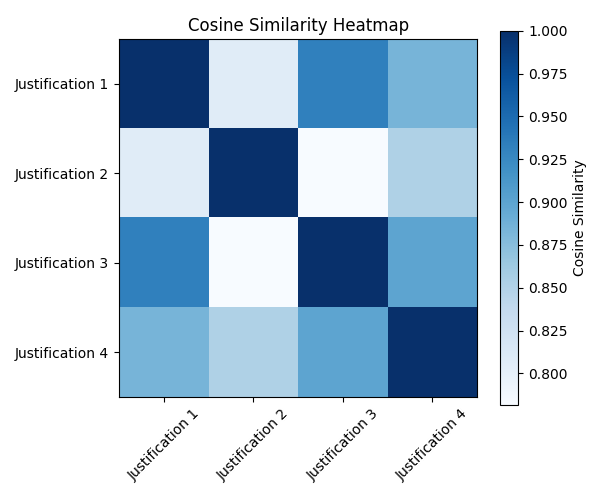 Cosine Similarity Heatmap
Justification 1
Justification 2
Justification 3
Justification 4
Justification 1
Justification 2
Justification 3
Justification 4
1.000
0.975
0.950
0.925
0.900
0.875
0.850
0.825
0.800
Cosine Similarity